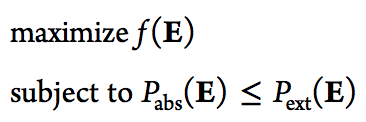 maximize f(E)
subject to P_abs(E) ≤ P_ext(E)